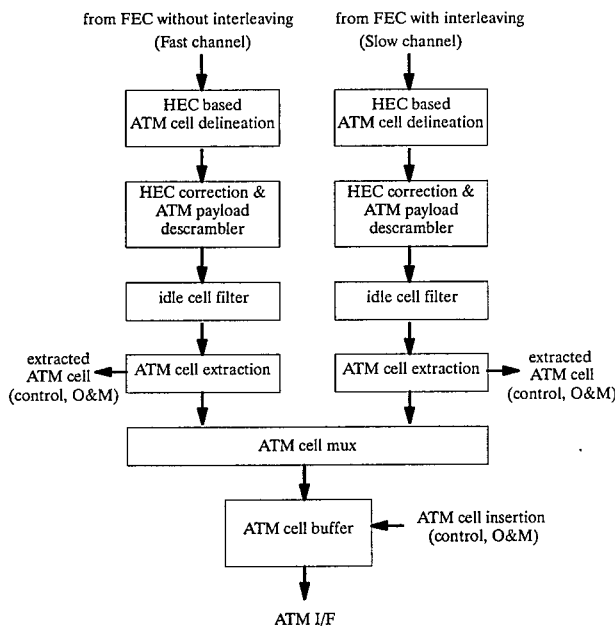 from FEC without interleaving
(Fast channel)
from FEC with interleaving
(Slow channel)
HEC based
ATM cell delineation
HEC based
ATM cell delineation
HEC correction &
ATM payload
descrambler
HEC correction &
ATM payload
descrambler
idle cell filter
idle cell filter
extracted
ATM cell
(control, O&M)
ATM cell extraction
ATM cell extraction
extracted
ATM cell
(control, O&M)
ATM cell mux
ATM cell buffer
ATM cell insertion
(control, O&M)
ATM I/F